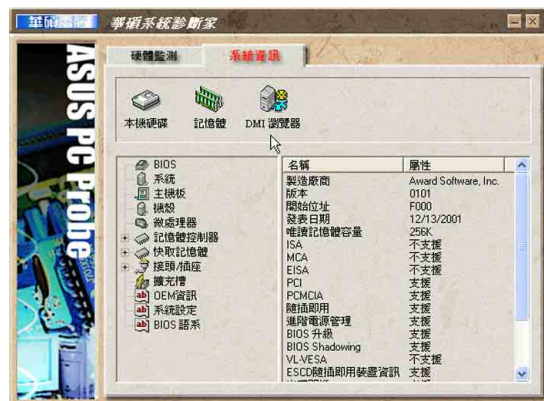 華碩電腦 華碩系統診斷家
ASUS PC Probe
硬體監測 系統資訊
本機硬碟 記憶體 DMI 瀏覽器
BIOS
系統
主機板
機殼
微處理器
記憶體控制器
快取記憶體
接頭/插座
擴充槽
OEM資訊
系統設定
BIOS 語系
名稱 屬性
製造廠商 Award Software, Inc.
版本 0101
開始位址 F000
發表日期 12/13/2001
唯讀記憶體容量 256K
ISA 不支援
MCA 不支援
EISA 不支援
PCI 支援
PCMCIA 支援
隨插即用 支援
進階電源管理 支援
BIOS 升級 支援
BIOS Shadowing 支援
VL-VESA 不支援
ESCD隨插即用裝置資訊 支援